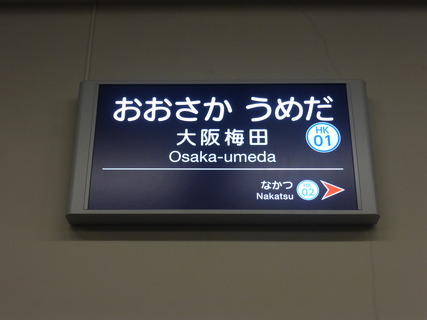 おおさか うめだ
HK
01
大阪梅田
Osaka-umeda
なかつ
Nakatsu
HK
02